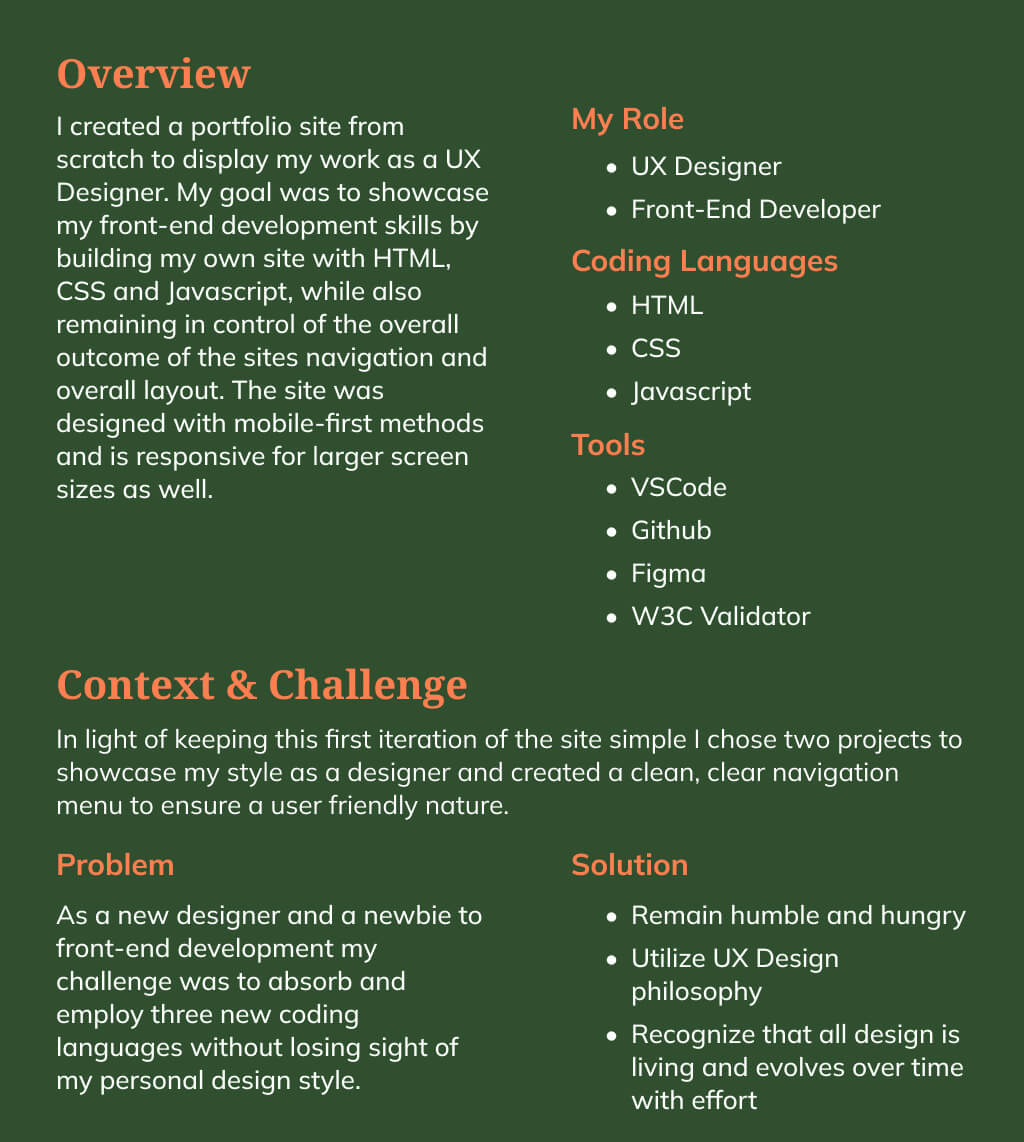 Overview
I created a portfolio site from
scratch to display my work as a UX
Designer. My goal was to showcase
my front-end development skills by
building my own site with HTML,
CSS and Javascript, while also
remaining in control of the overall
outcome of the sites navigation and
overall layout. The site was
designed with mobile-first methods
and is responsive for larger screen
sizes as well.
My Role
• UX Designer
• Front-End Developer
Coding Languages
• HTML
• CSS
• Javascript
Tools
• VSCode
• Github
• Figma
• W3C Validator
Context & Challenge
In light of keeping this first iteration of the site simple I chose two projects to
showcase my style as a designer and created a clean, clear navigation
menu to ensure a user friendly nature.
Problem
As a new designer and a newbie to
front-end development my
challenge was to absorb and
employ three new coding
languages without losing sight of
my personal design style.
Solution
• Remain humble and hungry
• Utilize UX Design
philosophy
• Recognize that all design is
living and evolves over time
with effort